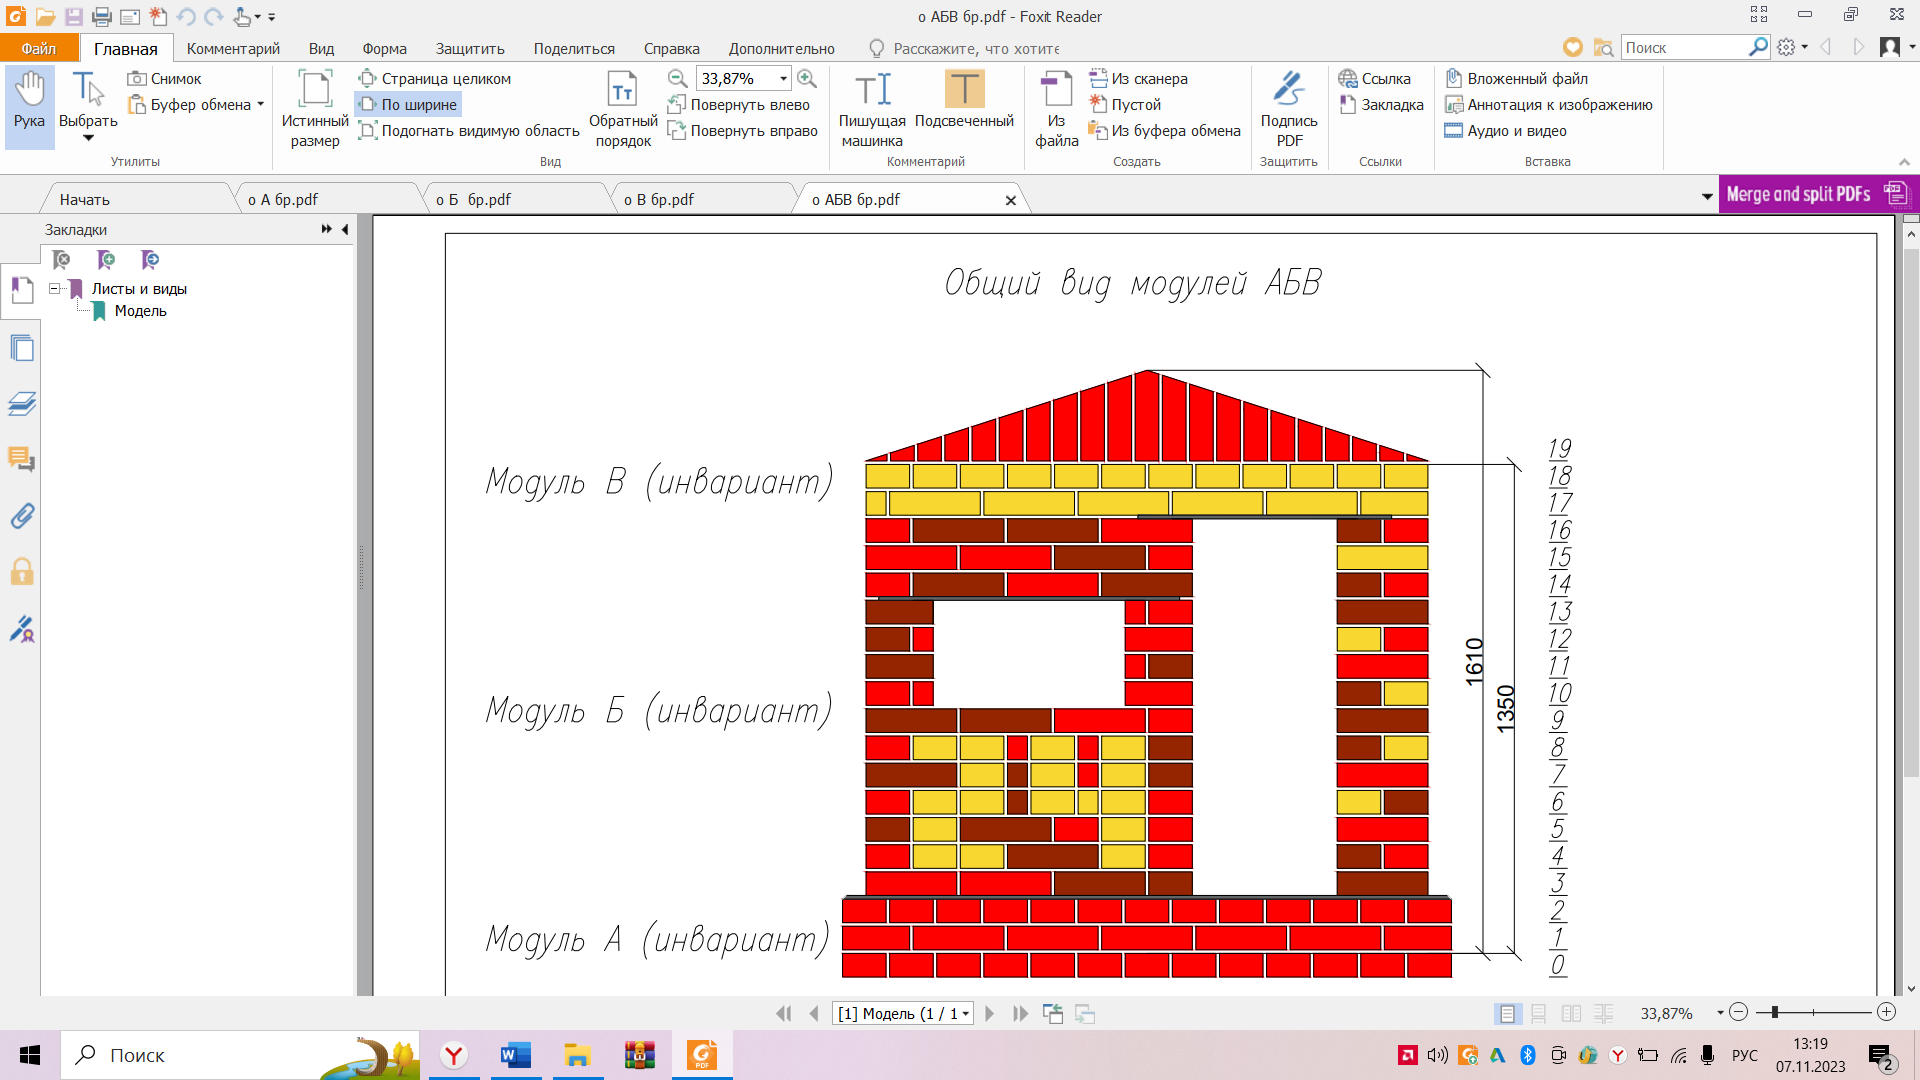 о АБВ бр.pdf - Foxit Reader
Файл
Главная
Комментарий
Вид
Форма
Защитить
Поделиться
Справка
Дополнительно
Расскажите, что хотите
Поиск
Рука
Выбрать
Снимок
Буфер обмена
Утилиты
Истинный размер
Страница целиком
По ширине
Подогнать видимую область
Обратный порядок
33,87%
Повернуть влево
Повернуть вправо
Вид
Пишущая машинка
Подсвеченный
Комментарий
Из файла
Из сканера
Пустой
Из буфера обмена
Создать
Подпись PDF
Защитить
Ссылка
Закладка
Ссылки
Вложенный файл
Аннотация к изображению
Аудио и видео
Вставка
Начать
о А бр.pdf
о Б бр.pdf
о В бр.pdf
о АБВ бр.pdf
Merge and split PDFs
Закладки
Листы и виды
Модель
Общий вид модулей АБВ
Модуль В (инвариант)
Модуль Б (инвариант)
Модуль А (инвариант)
1610
1350
19
18
17
16
15
14
13
12
11
10
9
8
7
6
5
4
3
2
1
0
[1] Модель (1 / 1
33,87%
Поиск
РУС
13:19
07.11.2023
2